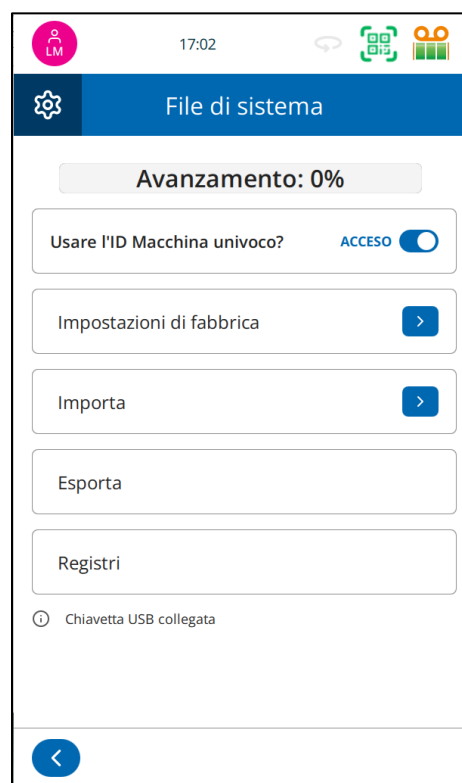 LM
17:02
File di sistema
Avanzamento: 0%
Usare l'ID Macchina univoco? ACCESO
Impostazioni di fabbrica
Importa
Esporta
Registri
Chiavetta USB collegata